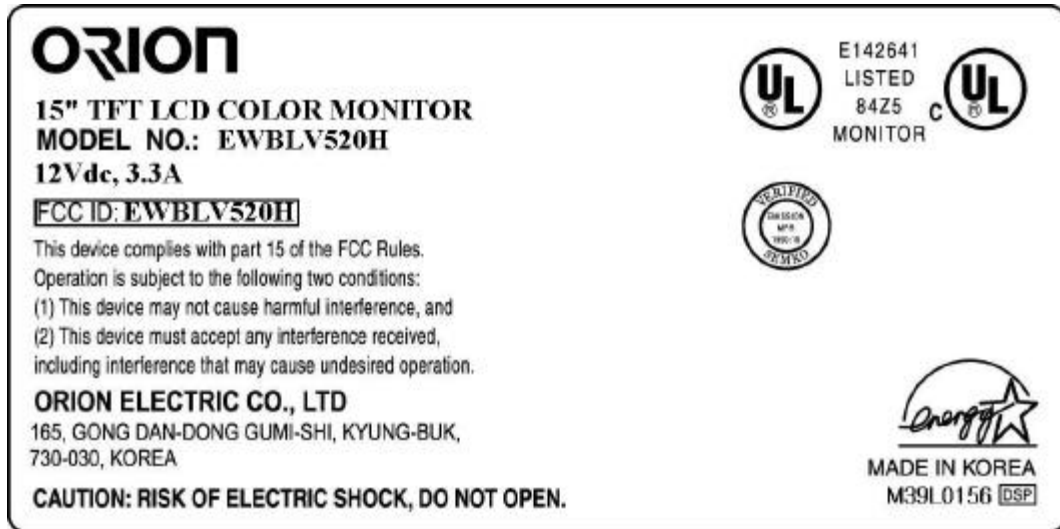 ORION
15" TFT LCD COLOR MONITOR
MODEL NO.: EWBLV520H
12Vdc, 3.3A
FCC ID: EWBLV520H
This device complies with part 15 of the FCC Rules.
Operation is subject to the following two conditions:
(1) This device may not cause harmful interference, and
(2) This device must accept any interference received,
including interference that may cause undesired operation.
ORION ELECTRIC CO., LTD
165, GONG DAN-DONG GUMI-SHI, KYUNG-BUK,
730-030, KOREA
CAUTION: RISK OF ELECTRIC SHOCK, DO NOT OPEN.
UL ®
E142641
LISTED
84Z5
MONITOR
C UL ®
VERIFIED
EMISSION
SEMKO
energy
MADE IN KOREA
M39L0156 DSP